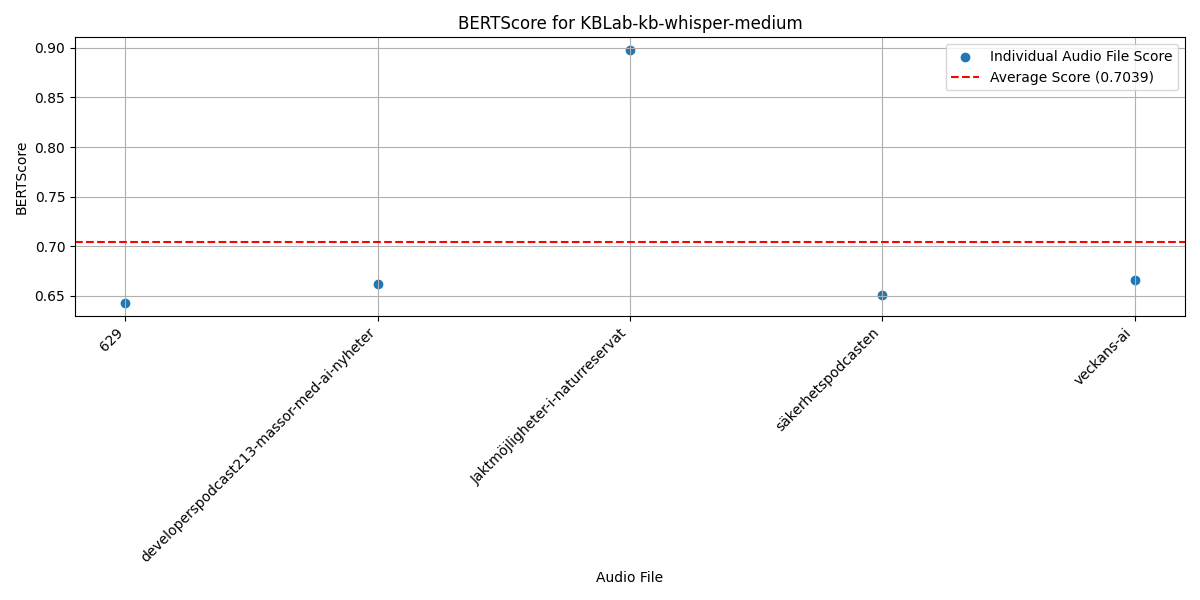 BERTScore for KBLab-kb-whisper-medium
Individual Audio File Score
Average Score (0.7039)
BERTScore
0.90
0.85
0.80
0.75
0.70
0.65
629
developerspodcast213-massor-med-ai-nyheter
Jaktmöjligheter-i-naturreservat
säkerhetspodcasten
veckans-ai
Audio File